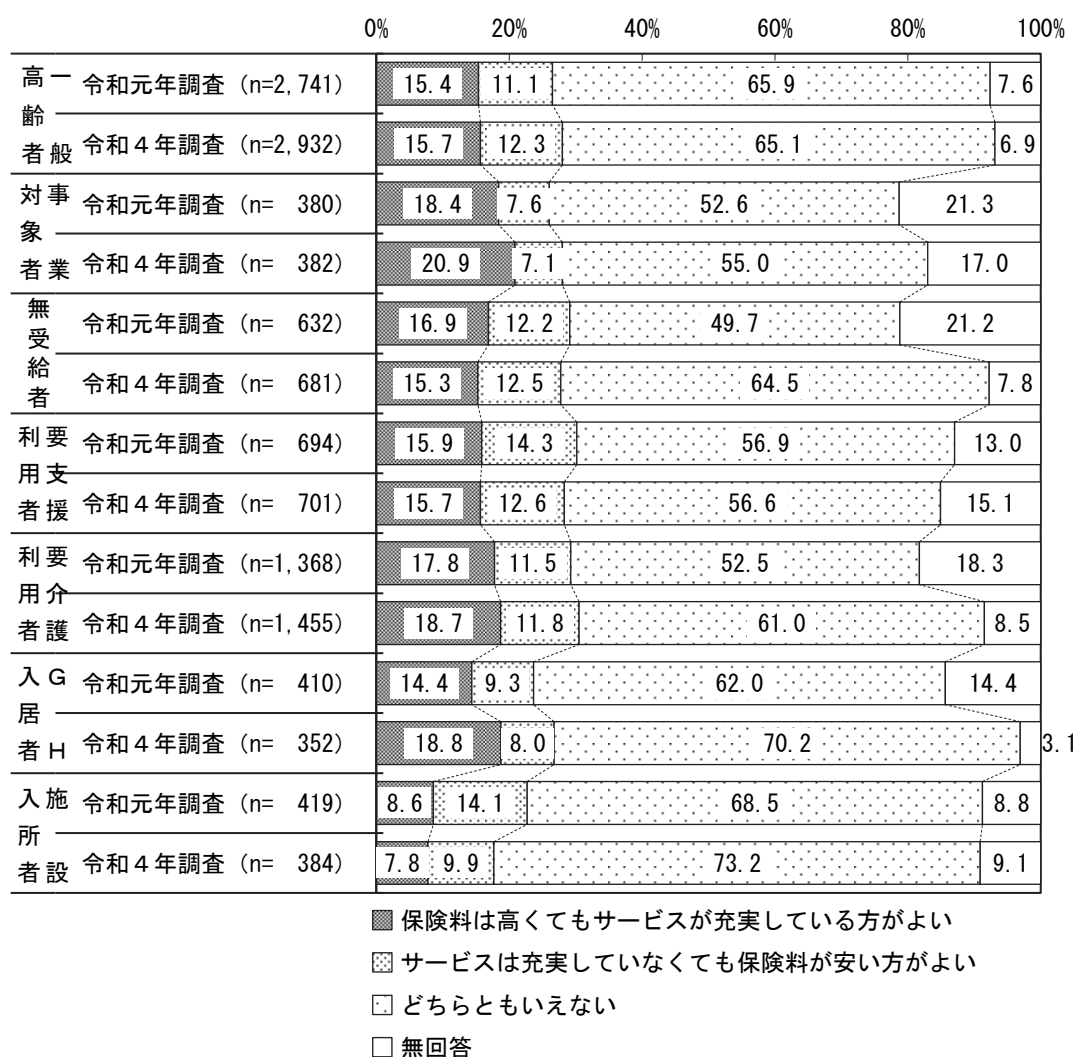 0% 20% 40% 60% 80% 100%
一般高齢者
令和元年調査 (n=2,741) 15.4 11.1 65.9 7.6
令和４年調査 (n=2,932) 15.7 12.3 65.1 6.9
事業対象者
令和元年調査 (n= 380) 18.4 7.6 52.6 21.3
令和４年調査 (n= 382) 20.9 7.1 55.0 17.0
無受給者
令和元年調査 (n= 632) 16.9 12.2 49.7 21.2
令和４年調査 (n= 681) 15.3 12.5 64.5 7.8
要支援利用者
令和元年調査 (n= 694) 15.9 14.3 56.9 13.0
令和４年調査 (n= 701) 15.7 12.6 56.6 15.1
要介護利用者
令和元年調査 (n=1,368) 17.8 11.5 52.5 18.3
令和４年調査 (n=1,455) 18.7 11.8 61.0 8.5
ＧＨ入居者
令和元年調査 (n= 410) 14.4 9.3 62.0 14.4
令和４年調査 (n= 352) 18.8 8.0 70.2 3.1
施設入所者
令和元年調査 (n= 419) 8.6 14.1 68.5 8.8
令和４年調査 (n= 384) 7.8 9.9 73.2 9.1
保険料は高くてもサービスが充実している方がよい
サービスは充実していなくても保険料が安い方がよい
どちらともいえない
無回答